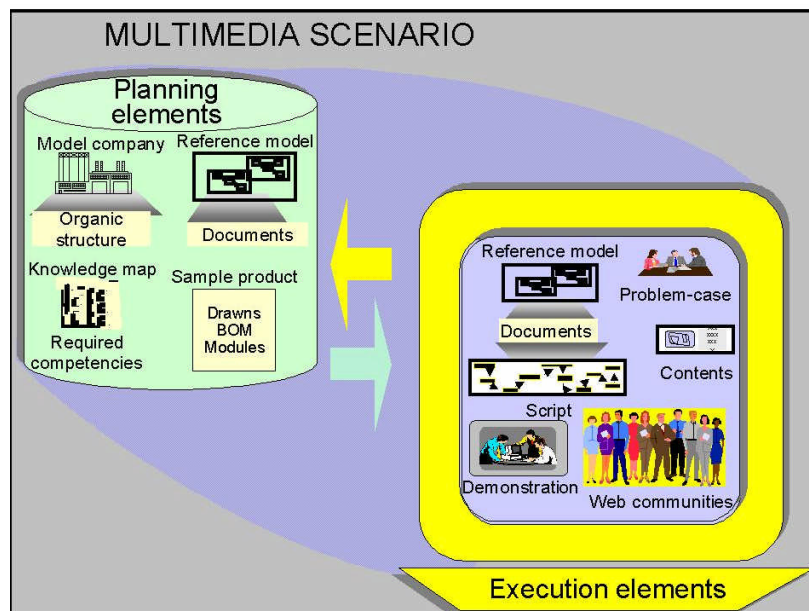 MULTIMEDIA SCENARIO
Planning
elements
Model company
Reference model
Organic
structure
Documents
Knowledge map
Sample product
Required
competencies
Drawns
BOM
Modules
Reference model
Problem-case
Documents
Contents
Script
Demonstration
Web communities
Execution elements